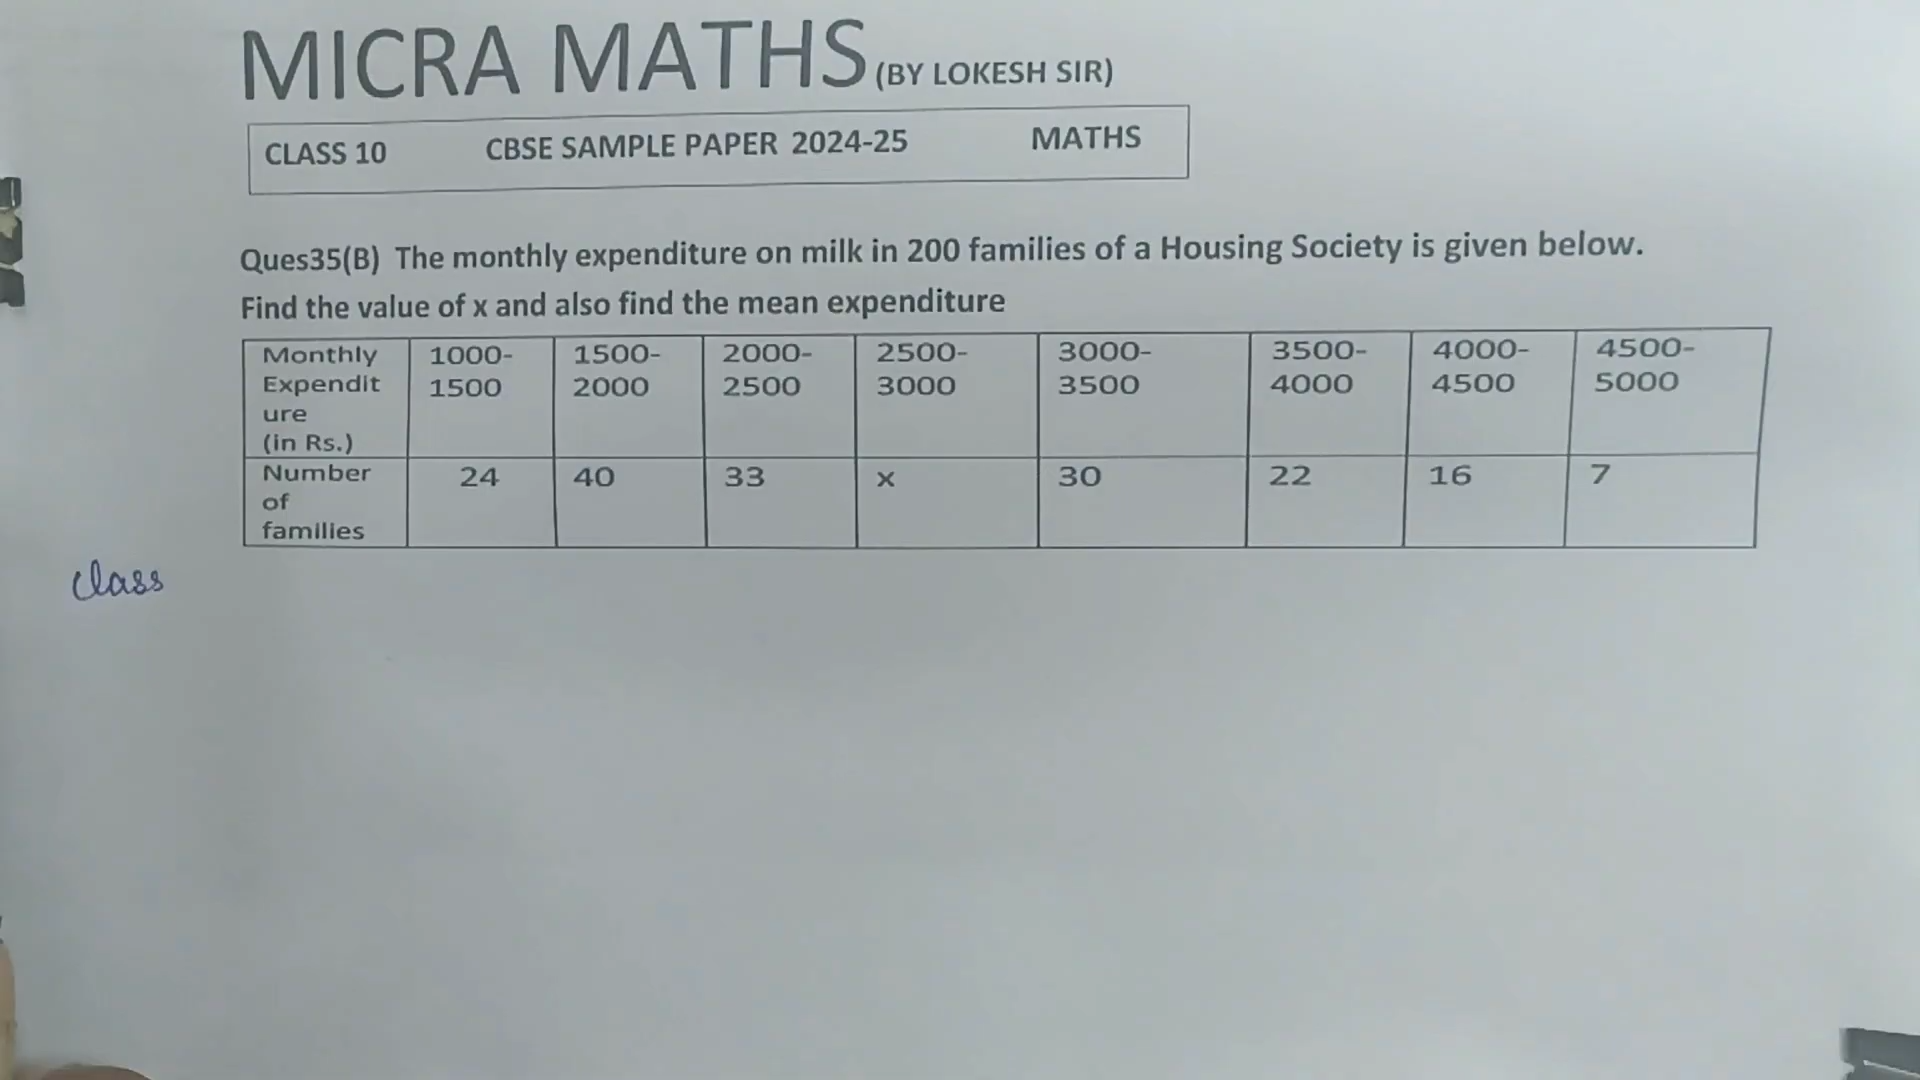 MICRA MATHS (BY LOKESH SIR)
CLASS 10 CBSE SAMPLE PAPER 2024-25 MATHS
Ques35(B) The monthly expenditure on milk in 200 families of a Housing Society is given below.
Find the value of x and also find the mean expenditure
Monthly Expendit ure (in Rs.) 1000-1500 1500-2000 2000-2500 2500-3000 3000-3500 3500-4000 4000-4500 4500-5000
Number of families 24 40 33 x 30 22 16 7
class